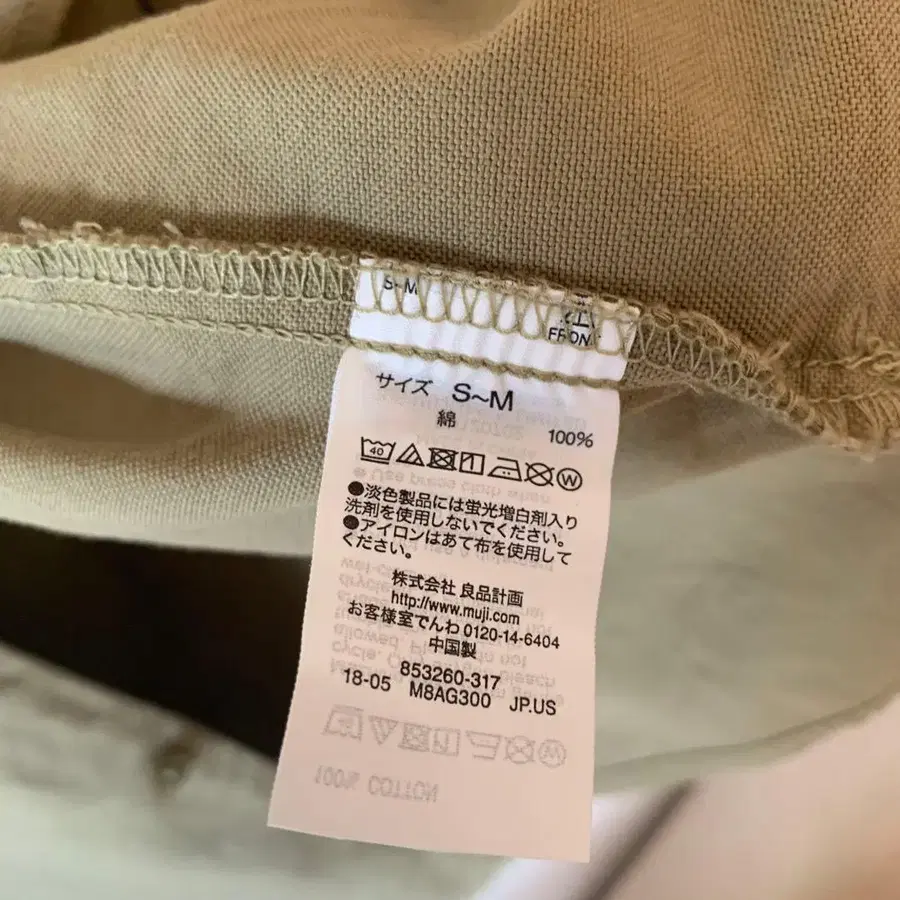 S~M
FRONT
サイズ S~M
綿 100%
40 W
●淡色製品には蛍光増白剤入り
洗剤を使用しないでください。
●アイロンはあて布を使用して
ください。
株式会社 良品計画
http://www.muji.com
お客様室でんわ 0120-14-6404
中国製
853260-317
18-05 M8AG300 JP.US
100% COTTON